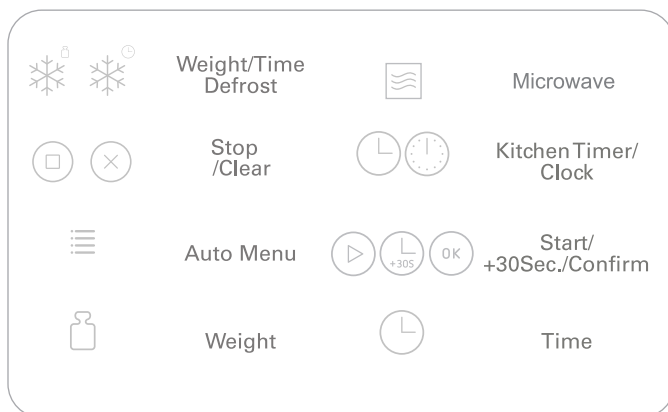 Weight/Time
Defrost
Microwave
Stop
/Clear
Kitchen Timer/
Clock
Auto Menu
+30S
OK
Start/
+30Sec./Confirm
Weight
Time